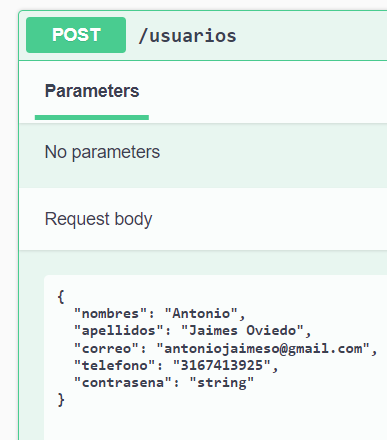 POST /usuarios
Parameters
No parameters
Request body
{
  "nombres": "Antonio",
  "apellidos": "Jaimes Oviedo",
  "correo": "antoniojaimeso@gmail.com",
  "telefono": "3167413925",
  "contrasena": "string"
}